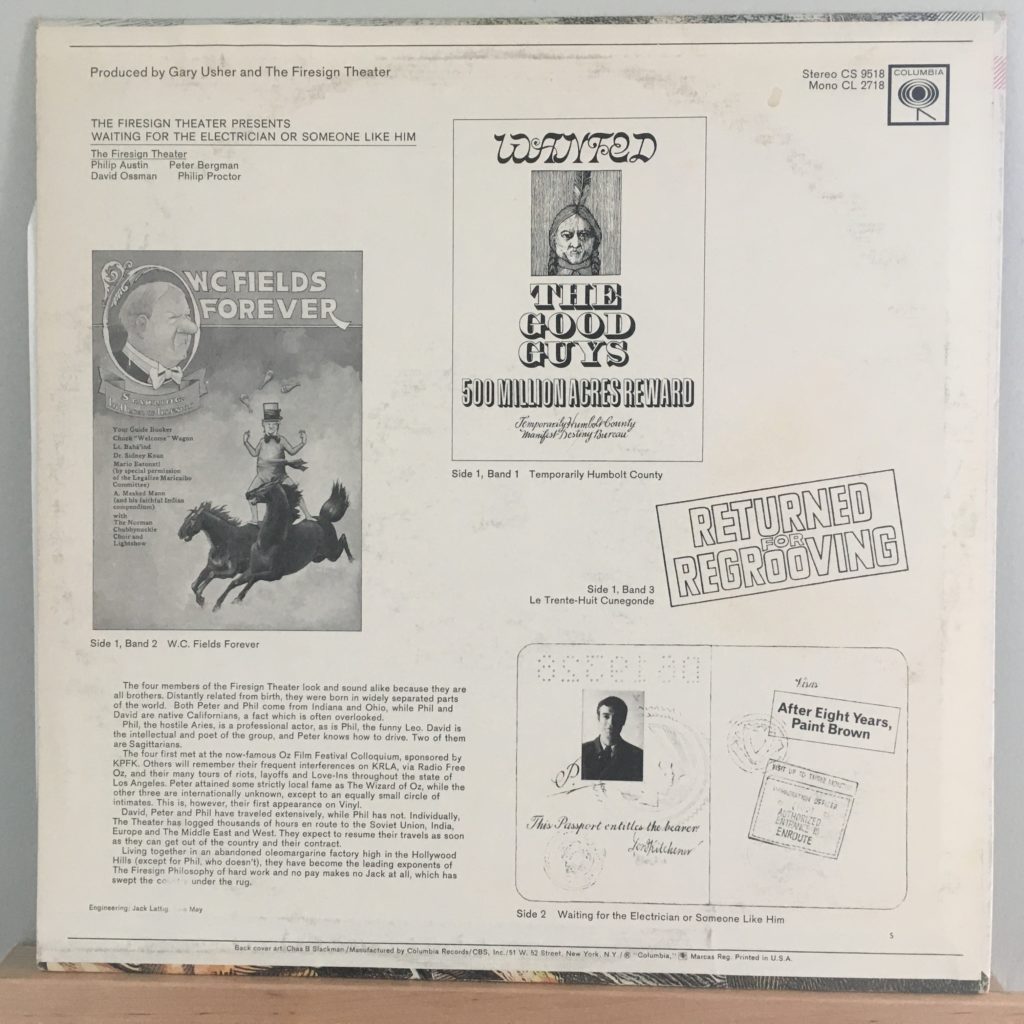 Produced by Gary Usher and The Firesign Theater
Stereo CS 9518
Mono CL 2718
COLUMBIA
THE FIRESIGN THEATER PRESENTS
WAITING FOR THE ELECTRICIAN OR SOMEONE LIKE HIM
The Firesign Theater
Philip Austin Peter Bergman
David Ossman Philip Proctor
WANTED
THE
GOOD
GUYS
500 MILLION ACRES REWARD
Temporarily Humbolt County
Manifest Destiny Bureau
Side 1, Band 1 Temporarily Humbolt County
W.C. FIELDS
FOREVER
Your Guide Booker
Chuck "Welcome" Wagon
Lt. Bahá'ind
Dr. Sidney Kuan
Mario Eatonatl
(by special permission
of the Legalize Maricaibo
Committee)
A. Masked Mann
(and his faithful Indian
compendium)
with
The Norman
Chubbynuckle
Choir and
Lightshow
Side 1, Band 2 W.C. Fields Forever
RETURNED
FOR
REGROOVING
Side 1, Band 3
Le Trente-Huit Cunegonde
The four members of the Firesign Theater look and sound alike because they are
all brothers. Distantly related from birth, they were born in widely separated parts
of the world. Both Peter and Phil come from Indiana and Ohio, while Phil and
David are native Californians, a fact which is often overlooked.
Phil, the hostile Aries, is a professional actor, as is Phil, the funny Leo. David is
the intellectual and poet of the group, and Peter knows how to drive. Two of them
are Sagittarians.
The four first met at the now-famous Oz Film Festival Colloquium, sponsored by
KPFK. Others will remember their frequent interferences on KRLA, via Radio Free
Oz, and their many tours of riots, layoffs and Love-Ins throughout the state of
Los Angeles. Peter attained some strictly local fame as The Wizard of Oz, while the
other three are internationally unknown, except to an equally small circle of
intimates. This is, however, their first appearance on Vinyl.
David, Peter and Phil have traveled extensively, while Phil has not. Individually,
The Theater has logged thousands of hours en route to the Soviet Union, India,
Europe and The Middle East and West. They expect to resume their travels as soon
as they can get out of the country and their contract.
Living together in an abandoned oleomargarine factory high in the Hollywood
Hills (except for Phil, who doesn't), they have become the leading exponents of
The Firesign Philosophy of hard work and no pay makes no Jack at all, which has
swept the under the rug.
Engineering: Jack Lattig May
Visas
After Eight Years,
Paint Brown
IMMIGRATION OFFICER
AUTHORIZED
ENTRANCE IS
ENROUTE
This Passport entitles the bearer
Jon Kitchener
Side 2 Waiting for the Electrician or Someone Like Him
S
Back cover art: Chas B Slackman/Manufactured by Columbia Records/CBS, Inc./51 W. 52 Street, New York, N.Y./® "Columbia," Marcas Reg. Printed in U.S.A.